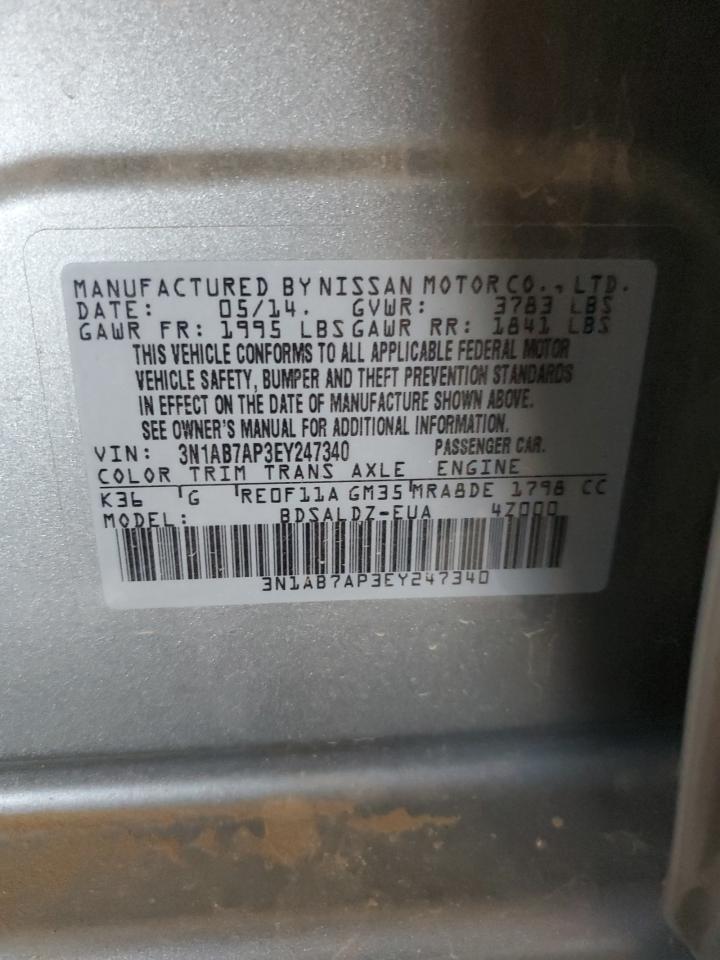 MANUFACTURED BY NISSAN MOTOR CO., LTD.
DATE: 05/14. GVWR: 3783 LBS
GAWR FR: 1995 LBS GAWR RR: 1841 LBS
THIS VEHICLE CONFORMS TO ALL APPLICABLE FEDERAL MOTOR
VEHICLE SAFETY, BUMPER AND THEFT PREVENTION STANDARDS
IN EFFECT ON THE DATE OF MANUFACTURE SHOWN ABOVE.
SEE OWNER'S MANUAL FOR ADDITIONAL INFORMATION.
VIN: 3N1AB7AP3EY247340 PASSENGER CAR.
COLOR TRIM TRANS AXLE ENGINE
K36 G RE0F11A GM35 MRA8DE 1798 CC
MODEL: BDSALDZ-EUA 4Z000
3N1AB7AP3EY247340